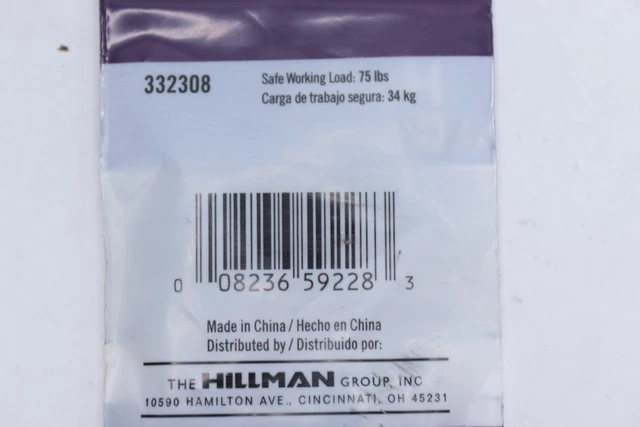 332308
Safe Working Load: 75 lbs
Carga de trabajo segura: 34 kg
0 08236 59228 3
Made in China / Hecho en China
Distributed by / Distribuido por:
THE HILLMAN GROUP, INC
10590 HAMILTON AVE., CINCINNATI, OH 45231